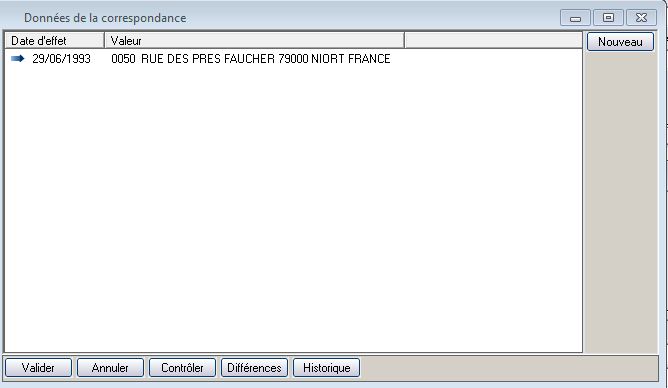 Données de la correspondance
Date d'effet Valeur
Nouveau
29/06/1993 0050 RUE DES PRES FAUCHER 79000 NIORT FRANCE
Valider Annuler Contrôler Différences Historique